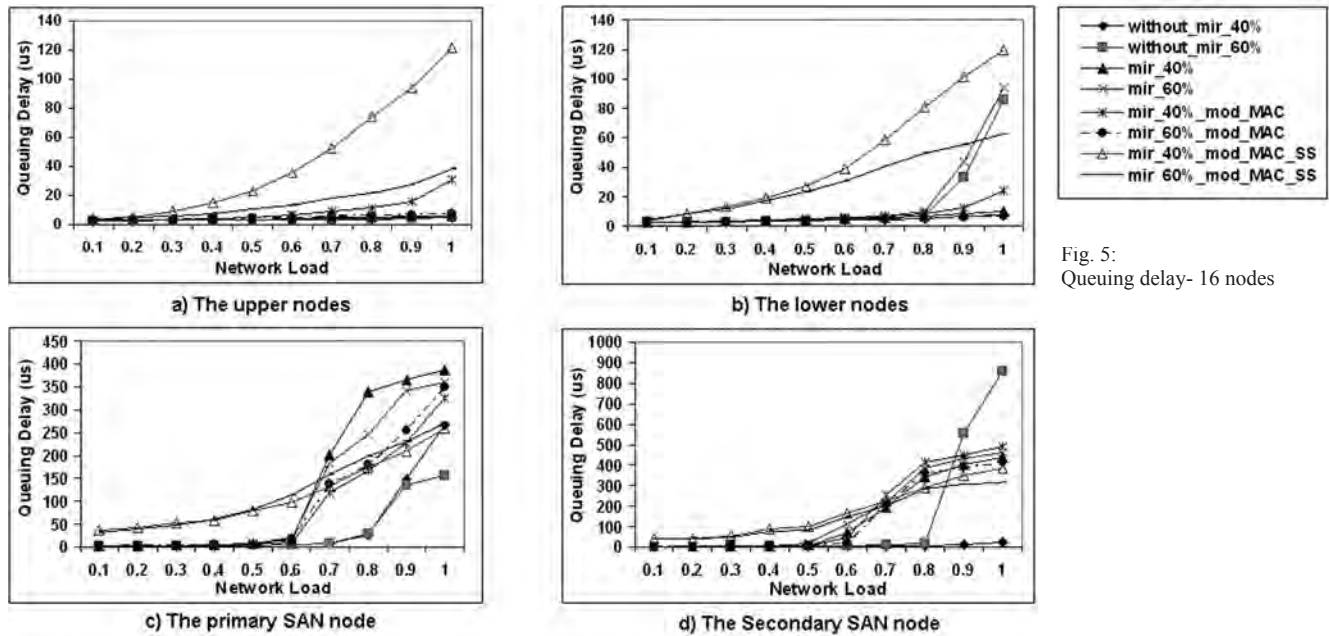 Queuing Delay (us)
140
120
100
80
60
40
20
0
0.1 0.2 0.3 0.4 0.5 0.6 0.7 0.8 0.9 1
Network Load
a) The upper nodes
Queuing Delay (us)
140
120
100
80
60
40
20
0
0.1 0.2 0.3 0.4 0.5 0.6 0.7 0.8 0.9 1
Network Load
b) The lower nodes
without_mir_40%
without_mir_60%
mir_40%
mir_60%
mir_40%_mod_MAC
mir_60%_mod_MAC
mir_40%_mod_MAC_SS
mir_60%_mod_MAC_SS
Fig. 5:
Queuing delay- 16 nodes
Queuing Delay (us)
450
400
350
300
250
200
150
100
50
0
0.1 0.2 0.3 0.4 0.5 0.6 0.7 0.8 0.9 1
Network Load
c) The primary SAN node
Queuing Delay (us)
1000
900
800
700
600
500
400
300
200
100
0
0.1 0.2 0.3 0.4 0.5 0.6 0.7 0.8 0.9 1
Network Load
d) The Secondary SAN node